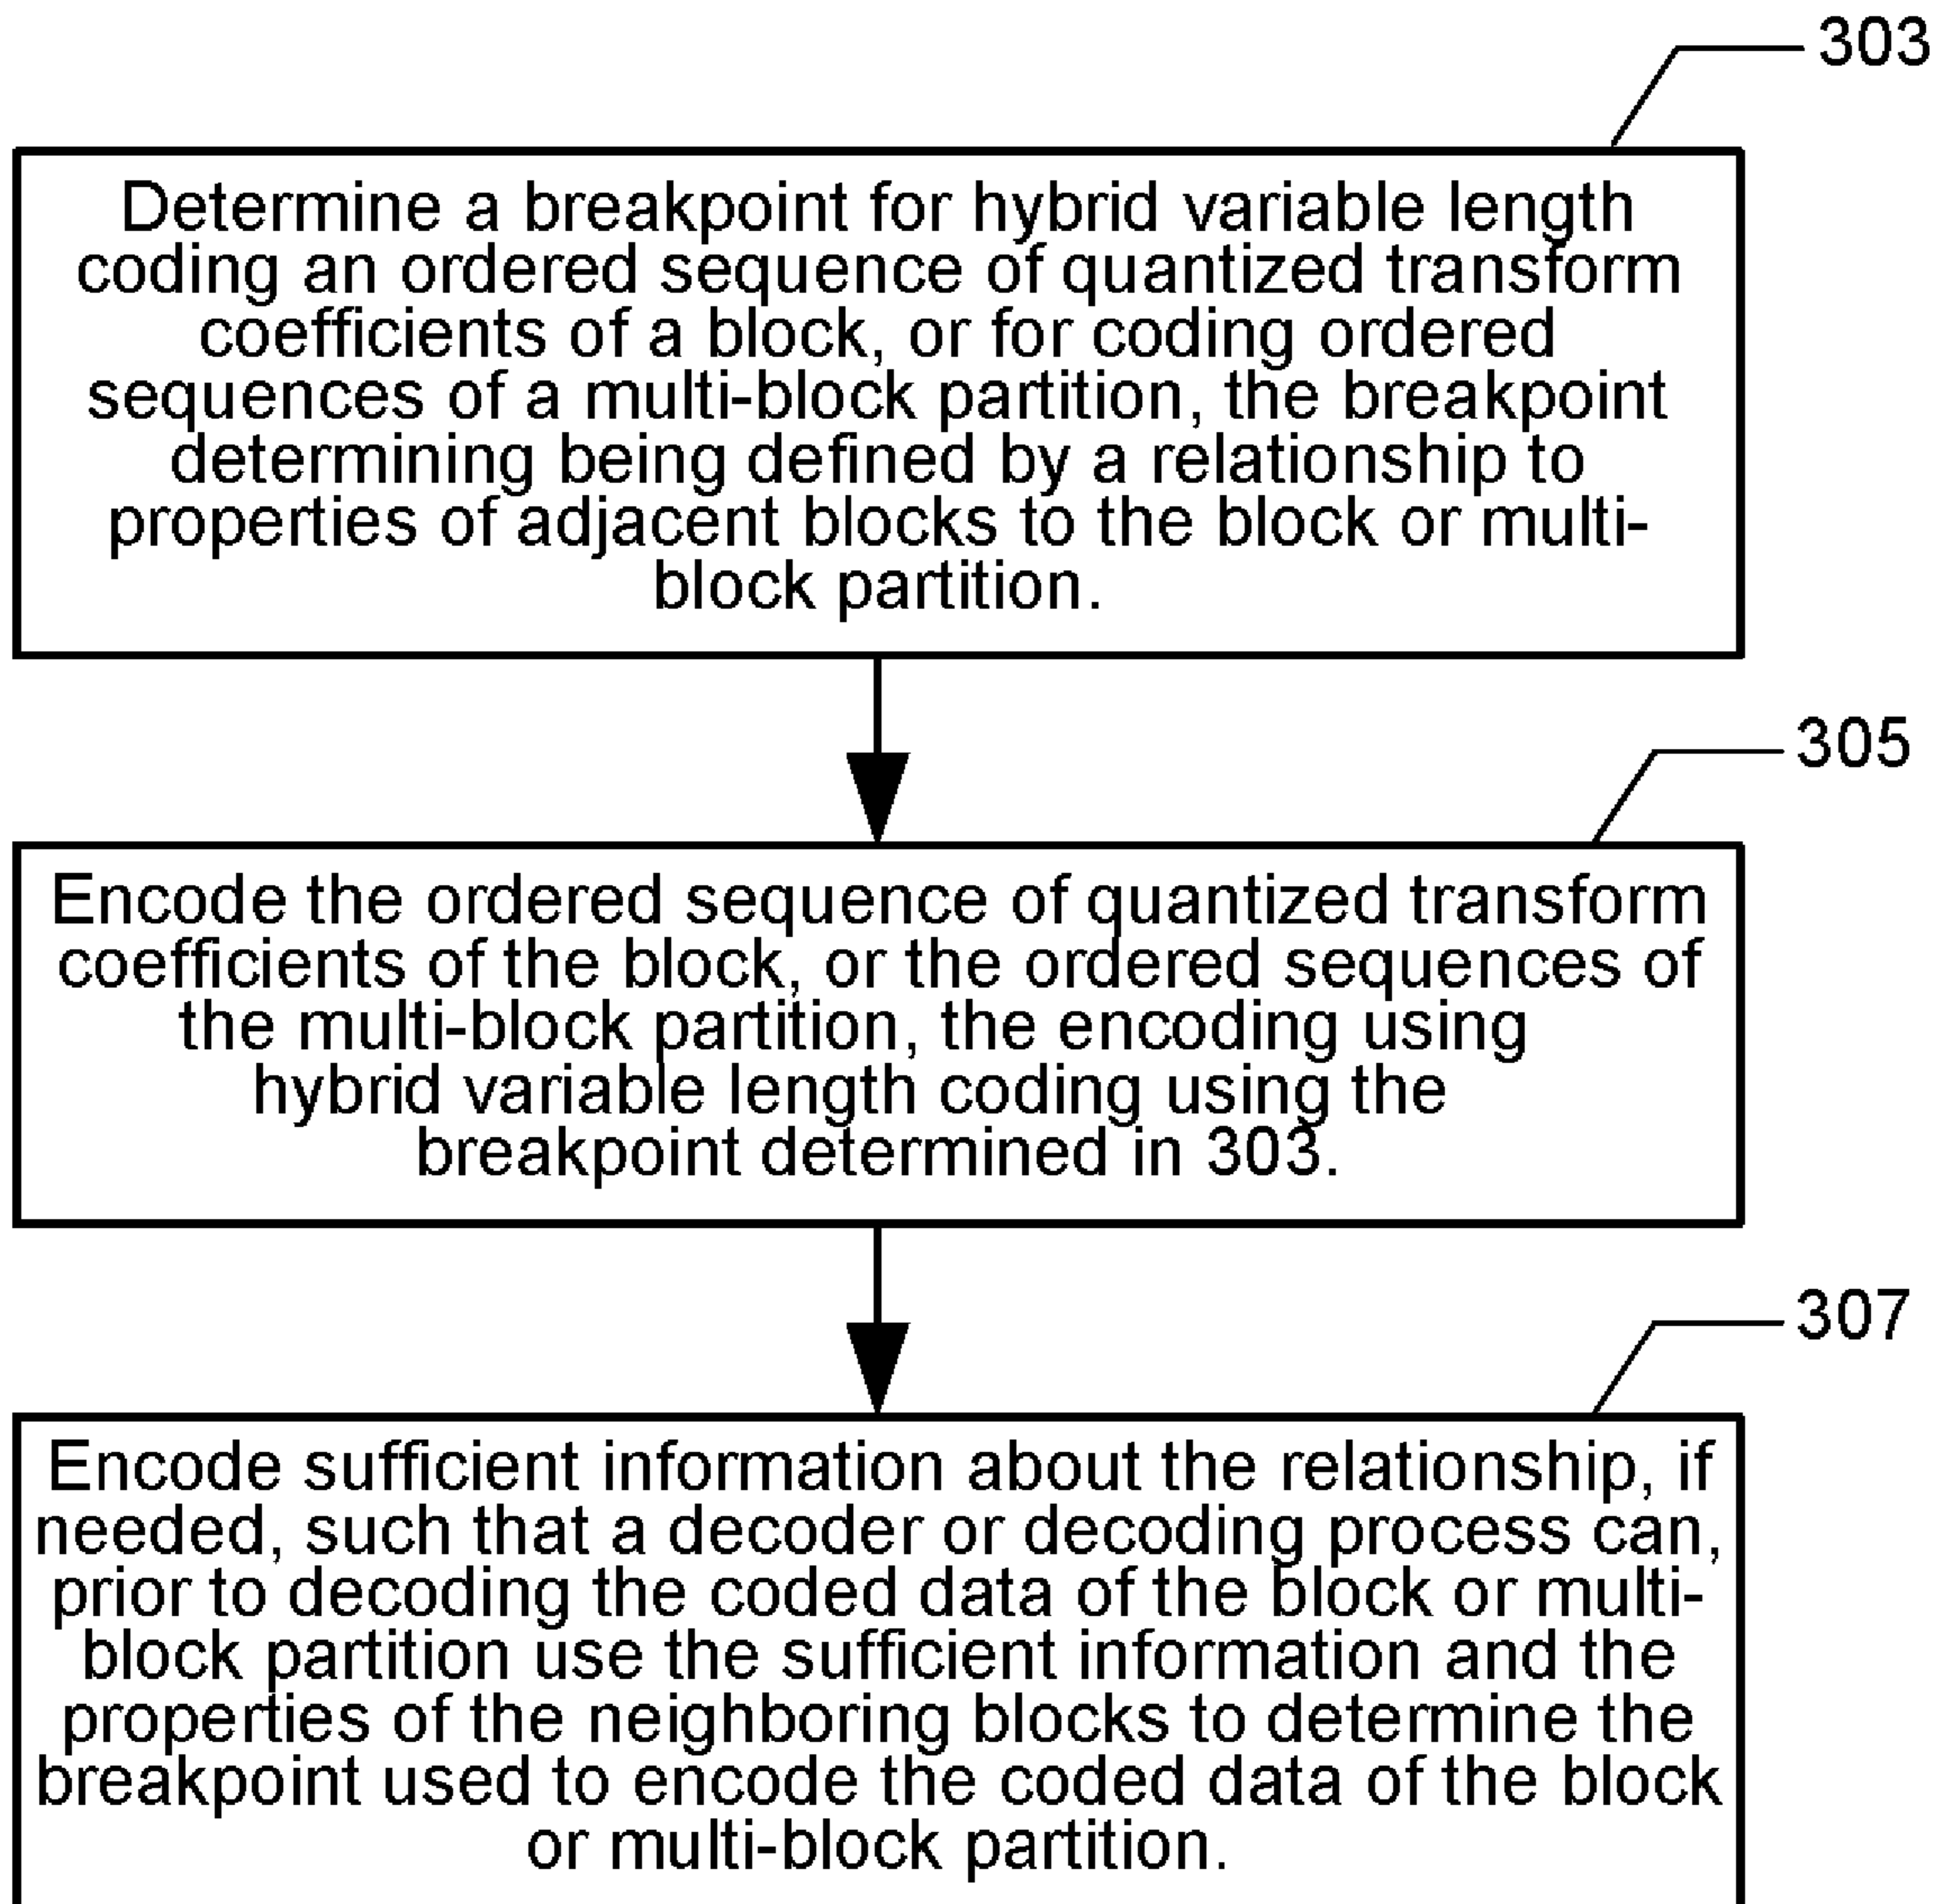 303
Determine a breakpoint for hybrid variable length
coding an ordered sequence of quantized transform
coefficients of a block, or for coding ordered
sequences of a multi-block partition, the breakpoint
determining being defined by a relationship to
properties of adjacent blocks to the block or multi-
block partition.
305
Encode the ordered sequence of quantized transform
coefficients of the block, or the ordered sequences of
the multi-block partition, the encoding using
hybrid variable length coding using the
breakpoint determined in 303.
307
Encode sufficient information about the relationship, if
needed, such that a decoder or decoding process can,
prior to decoding the coded data of the block or multi-
block partition use the sufficient information and the
properties of the neighboring blocks to determine the
breakpoint used to encode the coded data of the block
or multi-block partition.